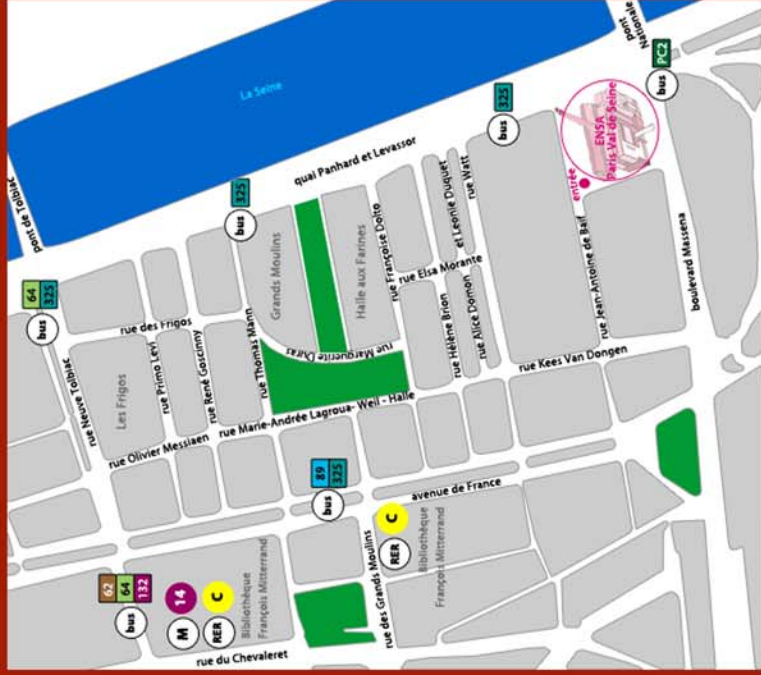 pont
Nationale
PC2
bus
La Seine
pont de Tolbiac
325
bus
ENSA
Paris Val de Seine
entrée
quai Panhard et Levassor
325
bus
64
325
bus
Grands Moulins
Halle aux Farines
rue Françoise Dolto
et Leonie Duquet
rue Watt
rue Elsa Morante
rue Jean-Antoine de Baïf
boulevard Massena
rue des Frigos
rue Neuve Tolbiac
Les Frigos
rue Primo Levi
rue René Goscinny
rue Thomas Mann
rue Marguerite Duras
rue Hélène Brion
rue Alice Domon
rue Kees Van Dongen
rue Olivier Messiaen
rue Marie-Andrée Lagroua- Weil - Halle
89
325
bus
avenue de France
C
RER
Bibliothèque
François Mitterrand
rue des Grands Moulins
62
64
132
bus
14
M
C
RER
Bibliothèque
François Mitterrand
rue du Chevaleret